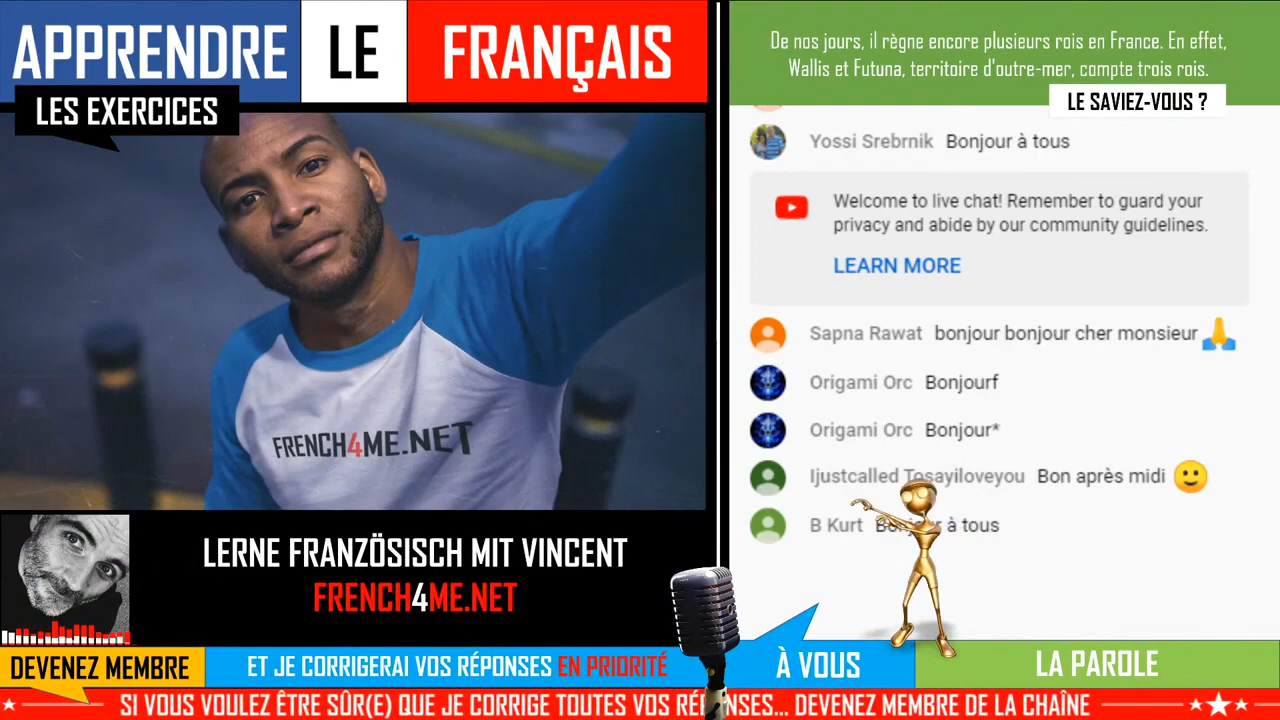 APPRENDRE LE FRANÇAIS
LES EXERCICES
FRENCH4ME.NET
LERNE FRANZÖSISCH MIT VINCENT
FRENCH4ME.NET
De nos jours, il règne encore plusieurs rois en France. En effet,
Wallis et Futuna, territoire d'outre-mer, compte trois rois.
LE SAVIEZ-VOUS ?
Yossi Srebrnik Bonjour à tous
Welcome to live chat! Remember to guard your
privacy and abide by our community guidelines.
LEARN MORE
Sapna Rawat bonjour bonjour cher monsieur 🙏
Origami Orc Bonjourf
Origami Orc Bonjour*
Ijustcalled Tosayiloveyou Bon après midi 🙂
B Kurt Bonjour à tous
DEVENEZ MEMBRE
ET JE CORRIGERAI VOS RÉPONSES EN PRIORITÉ
À VOUS
LA PAROLE
SI VOUS VOULEZ ÊTRE SÛR(E) QUE JE CORRIGE TOUTES VOS RÉPONSES... DEVENEZ MEMBRE DE LA CHAÎNE